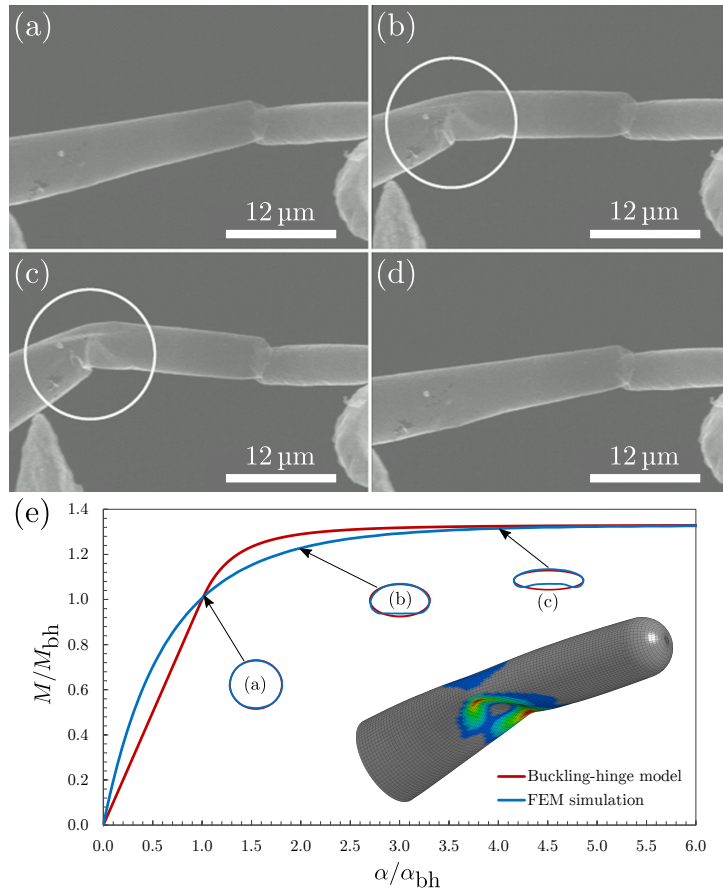 (a)
12 µm
(b)
12 µm
(c)
12 µm
(d)
12 µm
(e)
1.4
1.2
1.0
0.8
0.6
0.4
0.2
0.0
M/M_bh
(a)
(b)
(c)
Buckling-hinge model
FEM simulation
0.0 0.5 1.0 1.5 2.0 2.5 3.0 3.5 4.0 4.5 5.0 5.5 6.0
α/α_bh